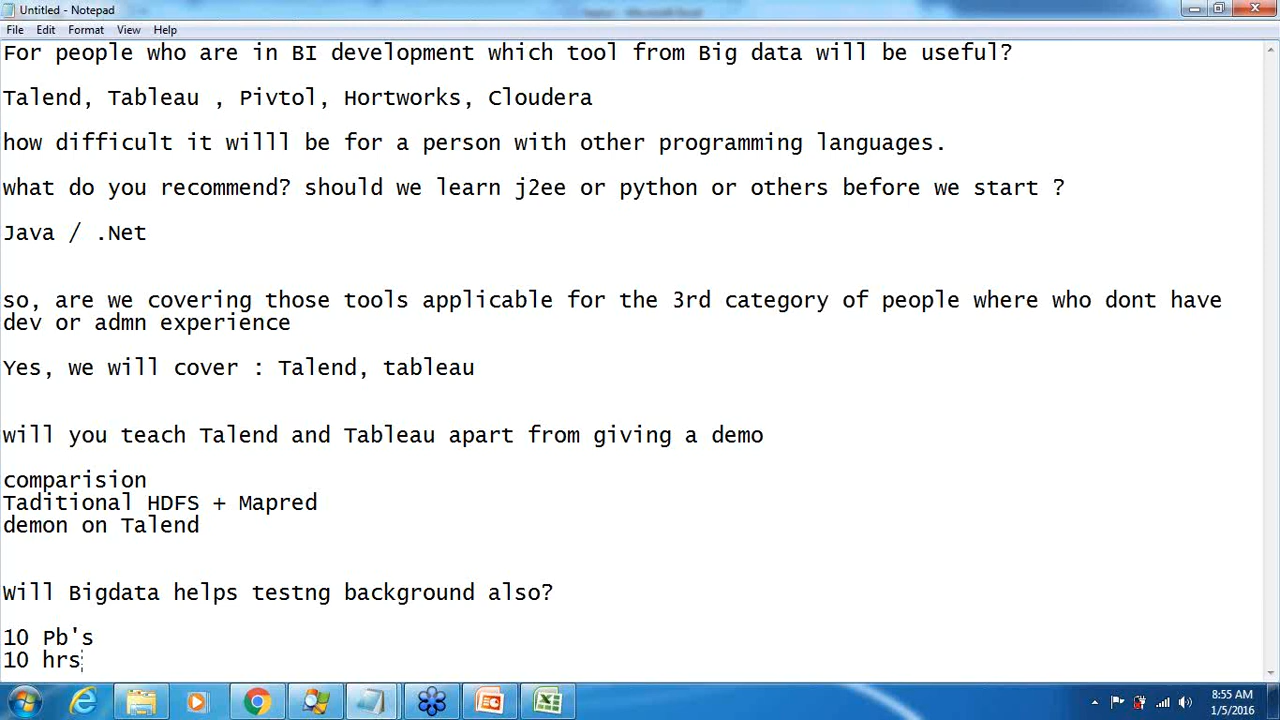 Untitled - Notepad
File Edit Format View Help
For people who are in BI development which tool from Big data will be useful?
Talend, Tableau , Pivtol, Hortworks, Cloudera
how difficult it willl be for a person with other programming languages.
what do you recommend? should we learn j2ee or python or others before we start ?
Java / .Net
so, are we covering those tools applicable for the 3rd category of people where who dont have
dev or admn experience
Yes, we will cover : Talend, tableau
will you teach Talend and Tableau apart from giving a demo
comparision
Taditional HDFS + Mapred
demon on Talend
Will Bigdata helps testng background also?
10 Pb's
10 hrs
8:55 AM
1/5/2016